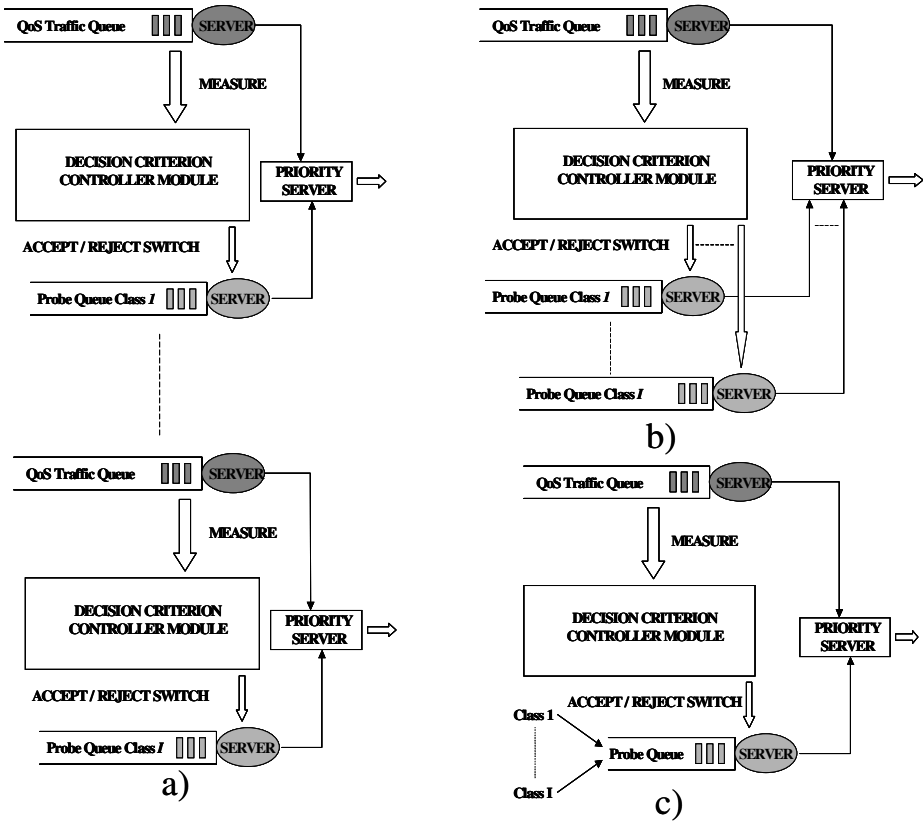 QoS Traffic Queue
SERVER
MEASURE
DECISION CRITERION
CONTROLLER MODULE
PRIORITY
SERVER
ACCEPT / REJECT SWITCH
Probe Queue Class 1
SERVER
QoS Traffic Queue
SERVER
MEASURE
DECISION CRITERION
CONTROLLER MODULE
PRIORITY
SERVER
ACCEPT / REJECT SWITCH
Probe Queue Class I
SERVER
a)
QoS Traffic Queue
SERVER
MEASURE
DECISION CRITERION
CONTROLLER MODULE
PRIORITY
SERVER
ACCEPT / REJECT SWITCH
Probe Queue Class 1
SERVER
Probe Queue Class I
SERVER
b)
QoS Traffic Queue
SERVER
MEASURE
DECISION CRITERION
CONTROLLER MODULE
PRIORITY
SERVER
ACCEPT / REJECT SWITCH
Class 1
Probe Queue
SERVER
Class I
c)